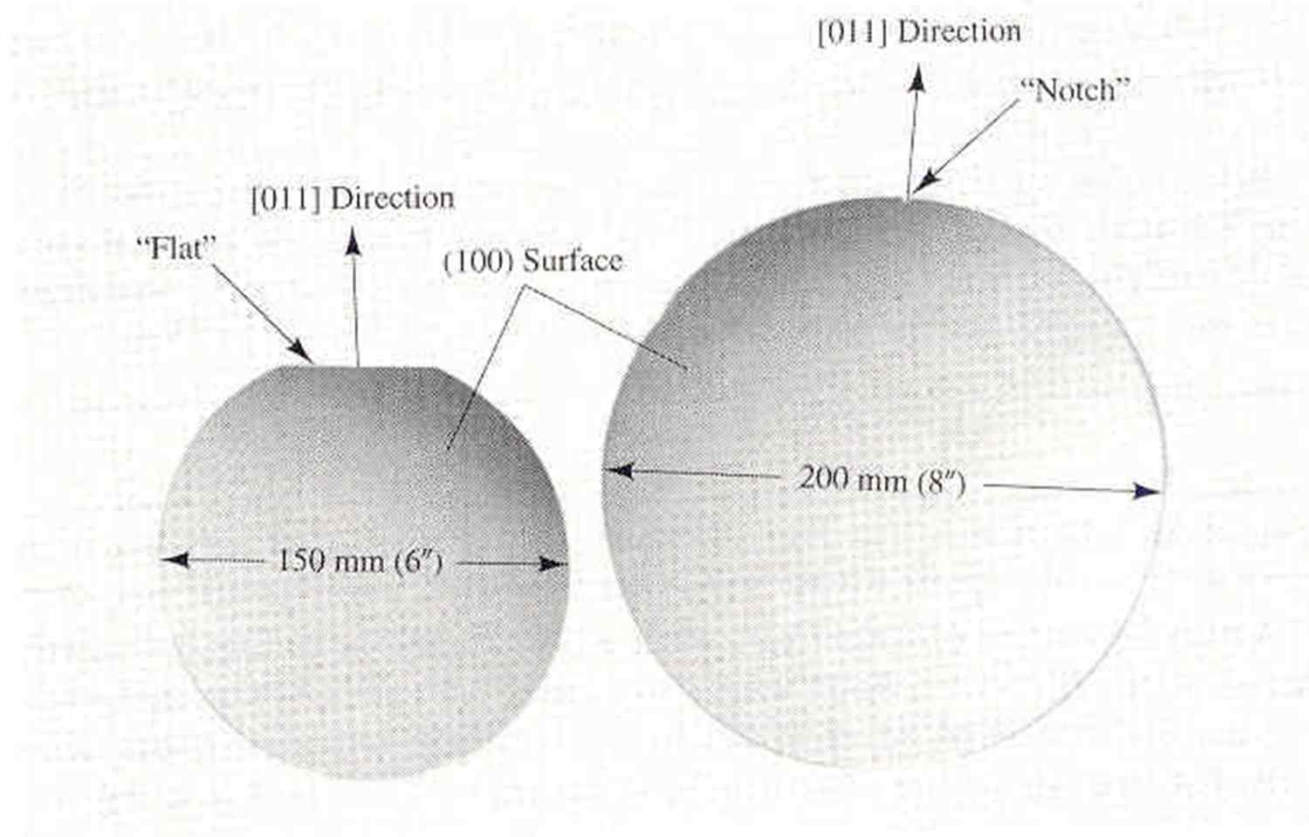 [011] Direction
"Notch"
[011] Direction
"Flat"
(100) Surface
200 mm (8″)
150 mm (6″)